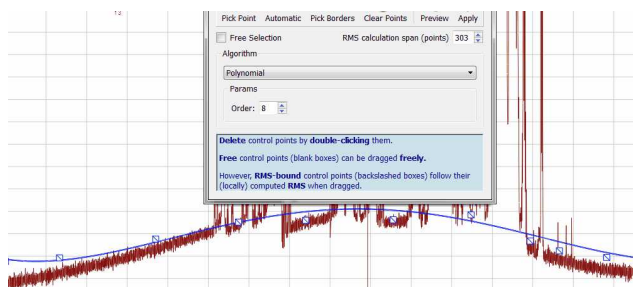 13
Pick Point Automatic Pick Borders Clear Points Preview Apply
Free Selection RMS calculation span (points) 303
Algorithm
Polynomial
Params
Order: 8
Delete control points by double-clicking them.
Free control points (blank boxes) can be dragged freely.
However, RMS-bound control points (backslashed boxes) follow their
(locally) computed RMS when dragged.